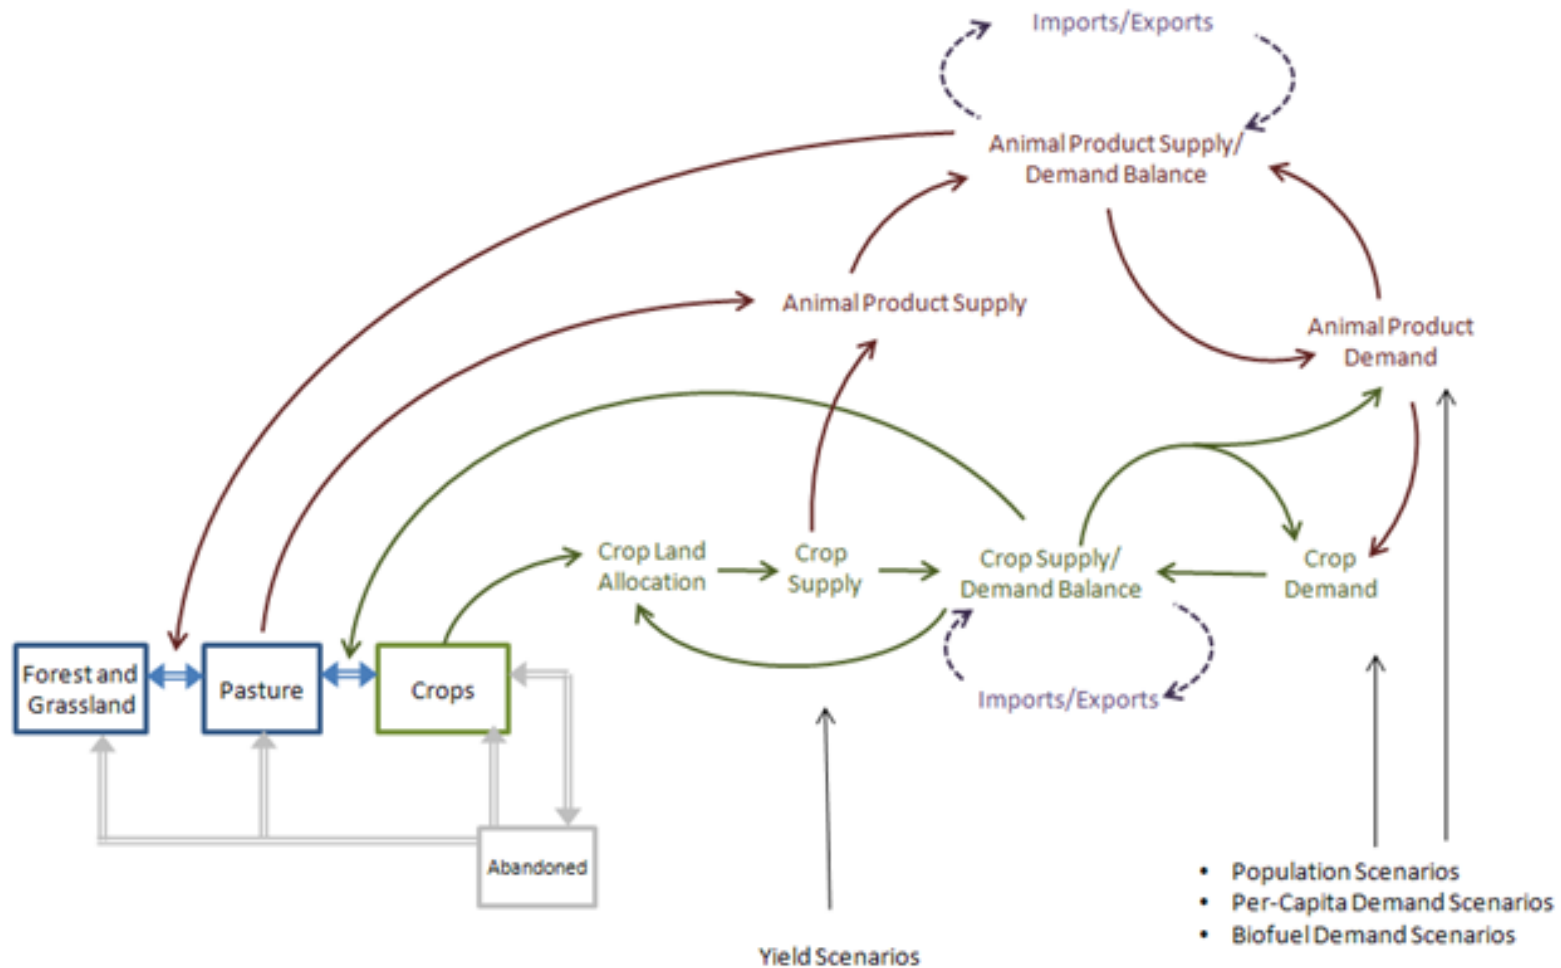 Imports/Exports
Animal Product Supply/
Demand Balance
Animal Product Supply
Animal Product
Demand
Crop Land
Allocation
Crop
Supply
Crop Supply/
Demand Balance
Crop
Demand
Forest and
Grassland
Pasture
Crops
Imports/Exports
Abandoned
• Population Scenarios
• Per-Capita Demand Scenarios
• Biofuel Demand Scenarios
Yield Scenarios